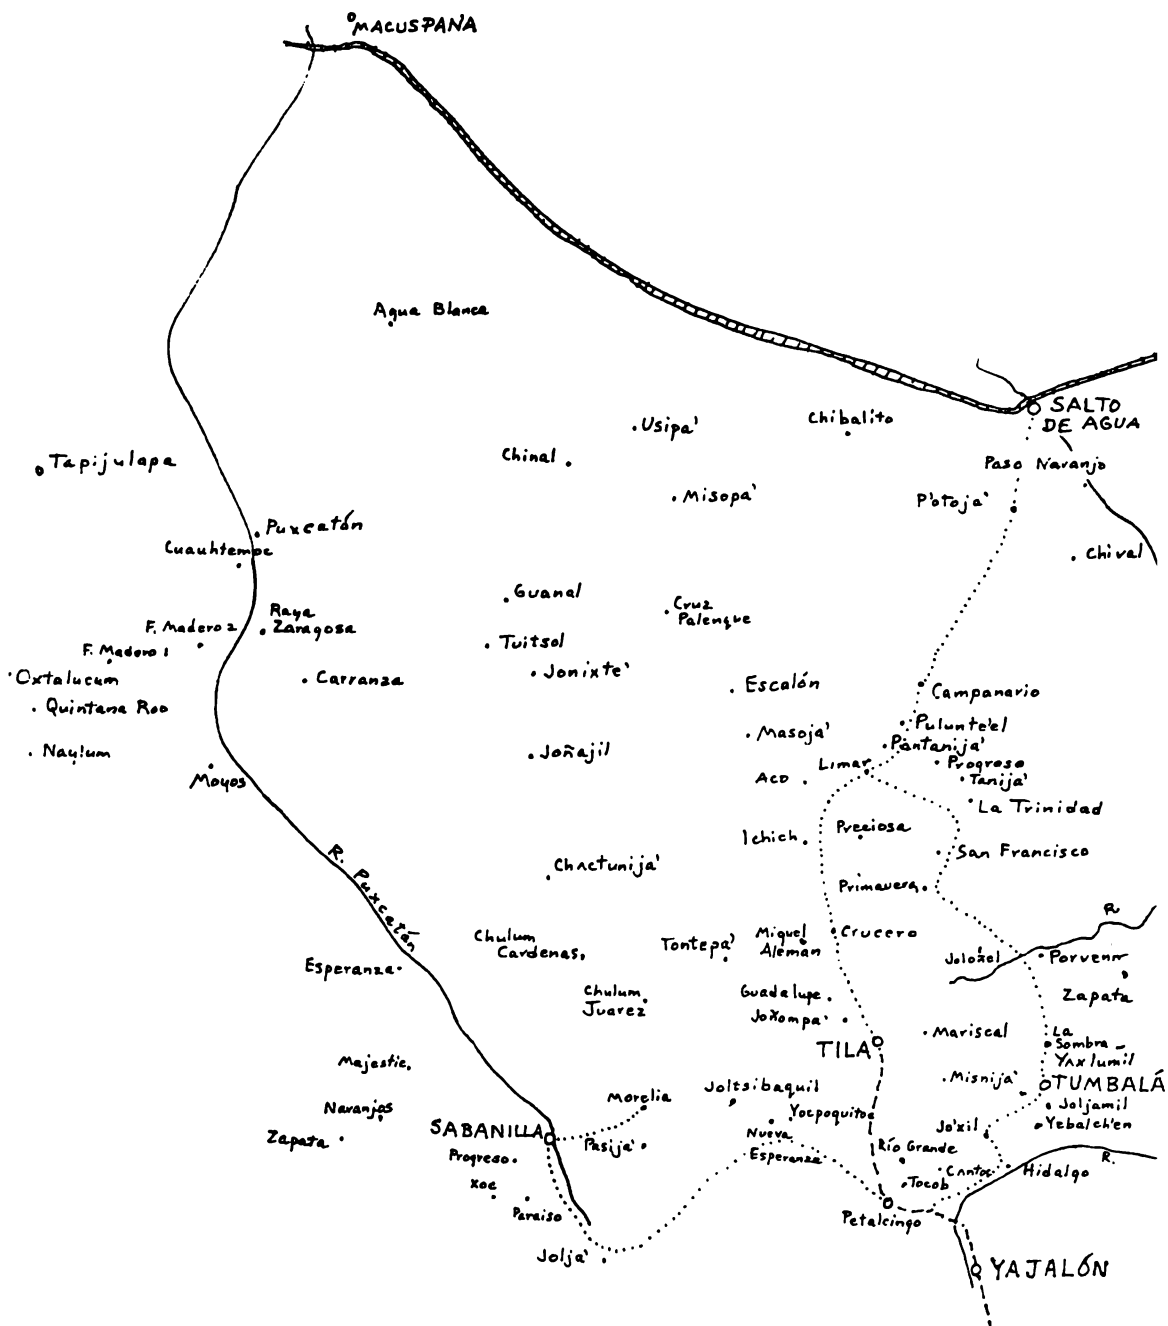 MACUSPANA
Agua Blanca
Usipa'
Chibalito
SALTO
DE AGUA
Chinal
Tapijulapa
Paso Naranjo
Misopa'
P'otoja'
Puxcatán
Cuauhtemoc
Chival
Guanal
Cruz
Palenque
Raya
Zaragosa
F. Madero 2
F. Madero 1
Tuitsol
Jonixte'
Oxtalucum
Carranza
Escalón
Campanario
Quintana Roo
Puluntе'el
Masoja'
Pantanija'
Naylum
Joñajil
Limar
Progreso
Tanija'
Moyos
Aco
La Trinidad
Ichich
Preciosa
San Francisco
R. Puxcatán
Chactunija'
Primavera
R.
Chulum
Cardenas
Tontepa'
Miguel
Alemán
Crucero
Joloxel
Porvenir
Esperanza
Zapata
Chulum
Juarez
Guadalupe
Joxompa'
Mariscal
La
Sombra -
Yaxlumil
TILA
Majestic
Misnija'
TUMBALÁ
Joltsibaquil
Morelia
Joljamil
Naranjos
Yocpoquito
Yebalch'en
Zapata
SABANILLA
Pasija'
Nueva
Esperanza
Jo'xil
Progreso
Río Grande
R.
Xoc
Cantoc
Hidalgo
Tocob
Paraiso
Petalcingo
Jolja'
YAJALÓN